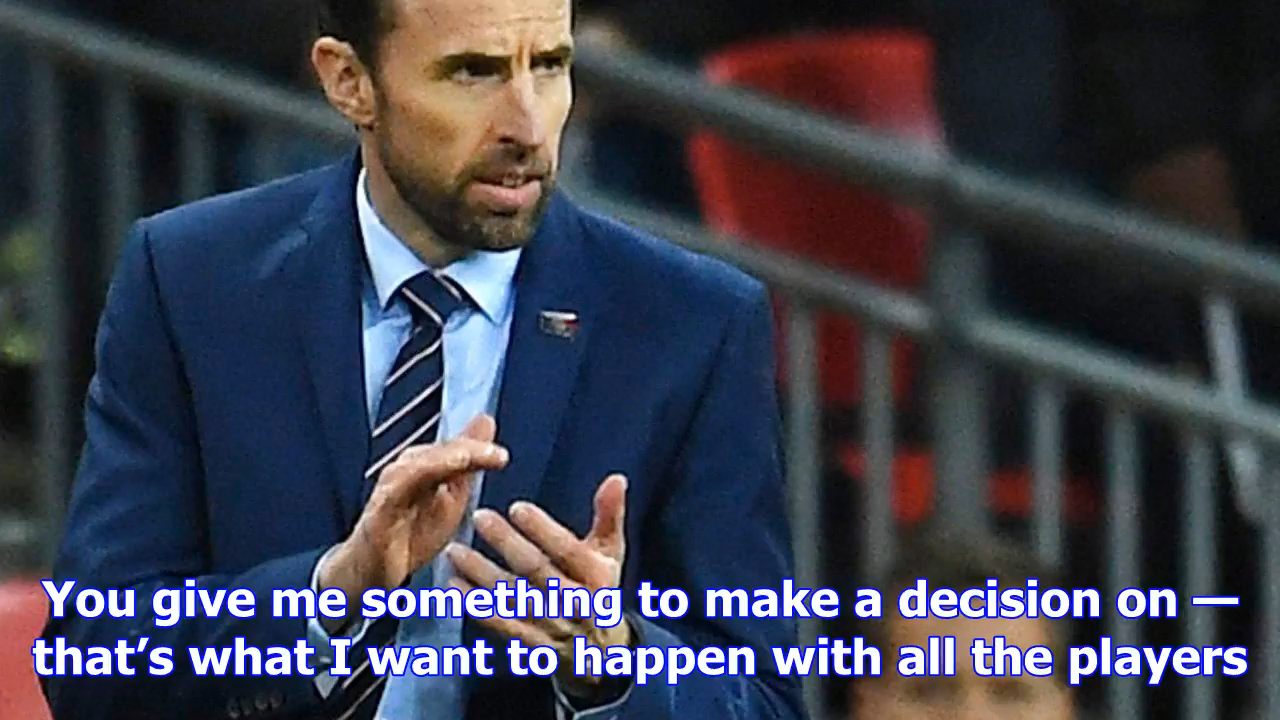 You give me something to make a decision on —
that’s what I want to happen with all the players